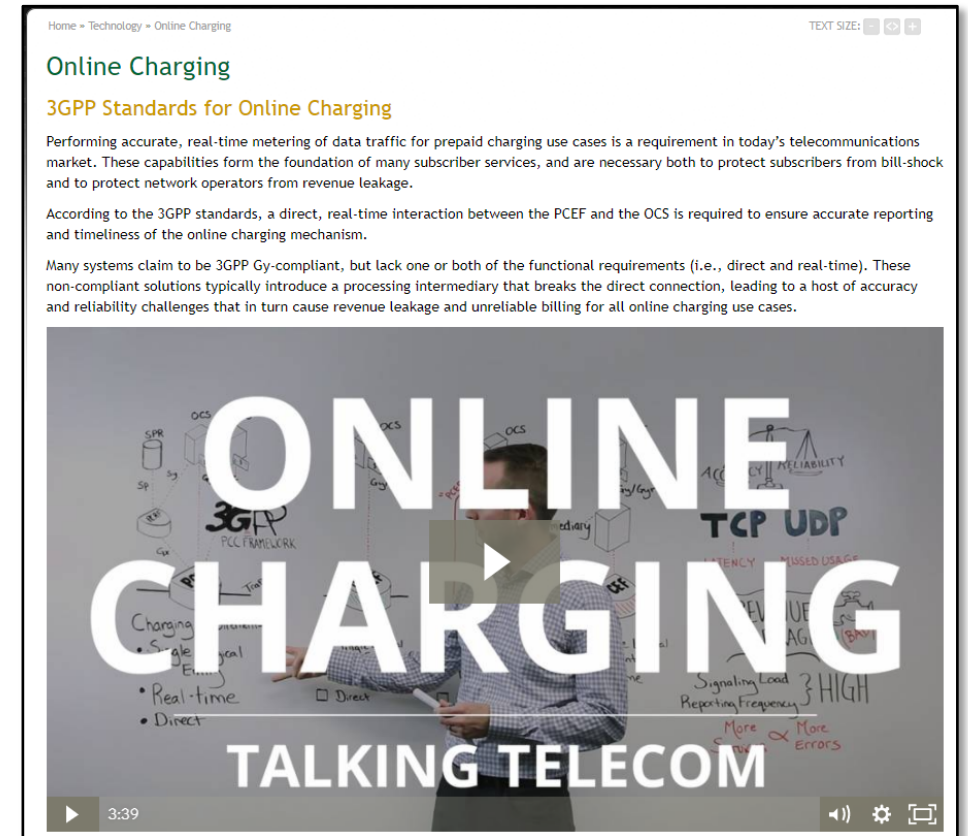 Home » Technology » Online Charging
TEXT SIZE: - <> +
Online Charging
3GPP Standards for Online Charging
Performing accurate, real-time metering of data traffic for prepaid charging use cases is a requirement in today's telecommunications
market. These capabilities form the foundation of many subscriber services, and are necessary both to protect subscribers from bill-shock
and to protect network operators from revenue leakage.
According to the 3GPP standards, a direct, real-time interaction between the PCEF and the OCS is required to ensure accurate reporting
and timeliness of the online charging mechanism.
Many systems claim to be 3GPP Gy-compliant, but lack one or both of the functional requirements (i.e., direct and real-time). These
non-compliant solutions typically introduce a processing intermediary that breaks the direct connection, leading to a host of accuracy
and reliability challenges that in turn cause revenue leakage and unreliable billing for all online charging use cases.
ONLINE
CHARGING
TALKING TELECOM
OCS
SPR
Sy
Sp
Gx
3GPP
PCC FRAMEWORK
OCS
Gy
OCS
RELIABILITY
TCP UDP
MISSED USAGE
Charging
• Real-time
• Direct
Direct
Signaling Load
Reporting Frequency
} HIGH
More ∝ More
Errors
3:39